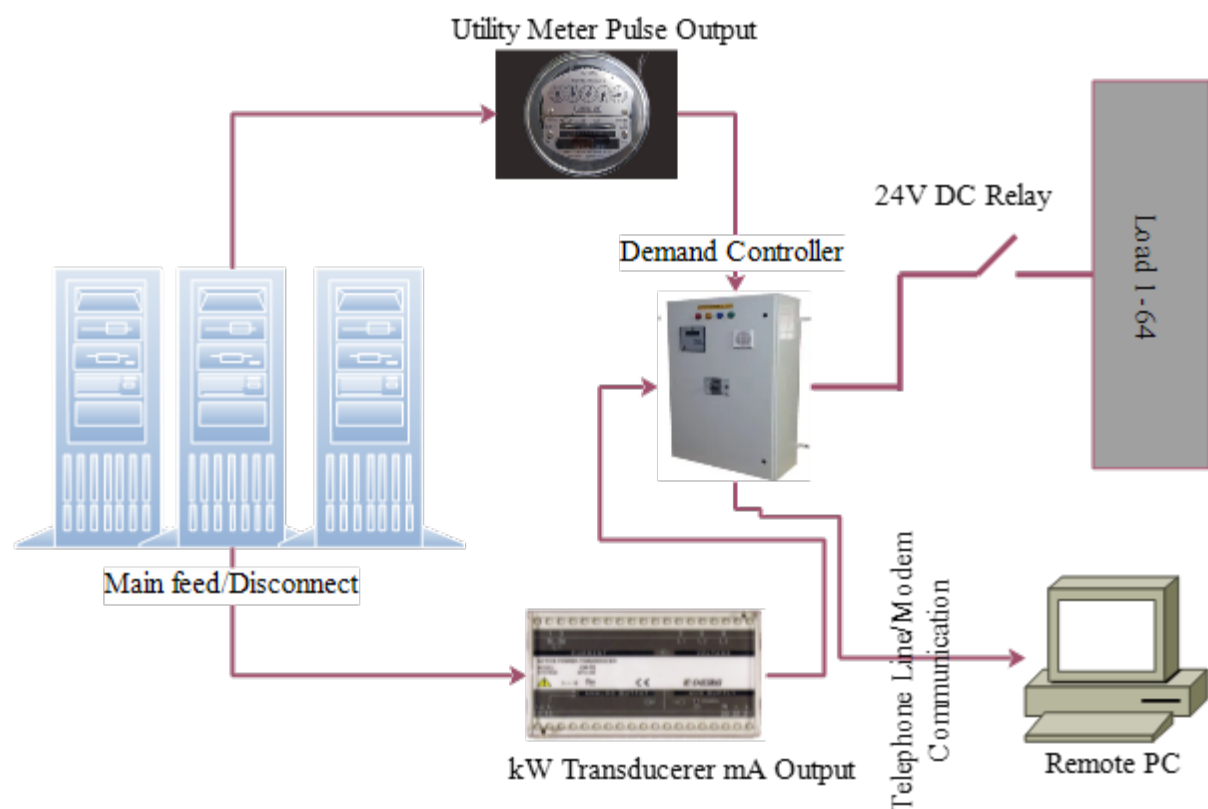 Utility Meter Pulse Output
24V DC Relay
Demand Controller
Load 1-64
Main feed/Disconnect
Telephone Line/Modem
Communication
kW Transducerer mA Output
Remote PC